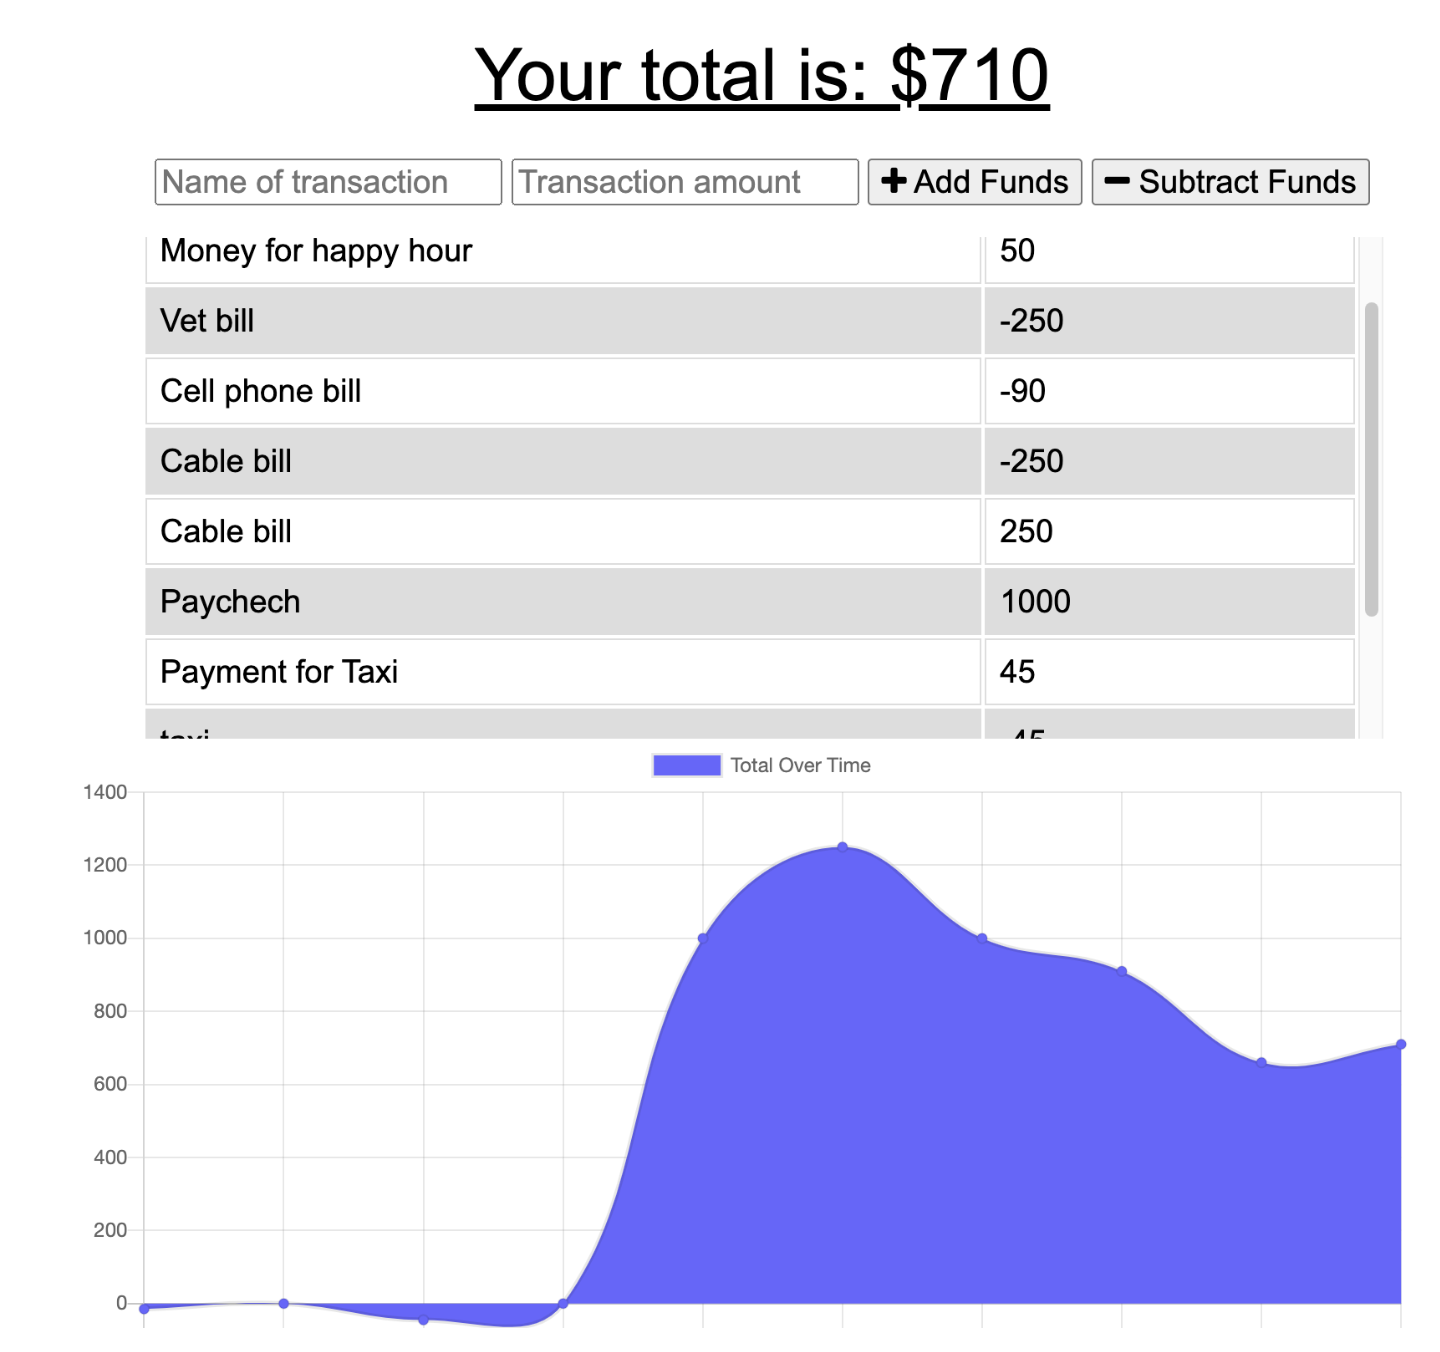 Your total is: $710
Name of transaction Transaction amount Add Funds Subtract Funds
Money for happy hour 50
Vet bill -250
Cell phone bill -90
Cable bill -250
Cable bill 250
Paychech 1000
Payment for Taxi 45
taxi -45
Total Over Time
1400
1200
1000
800
600
400
200
0